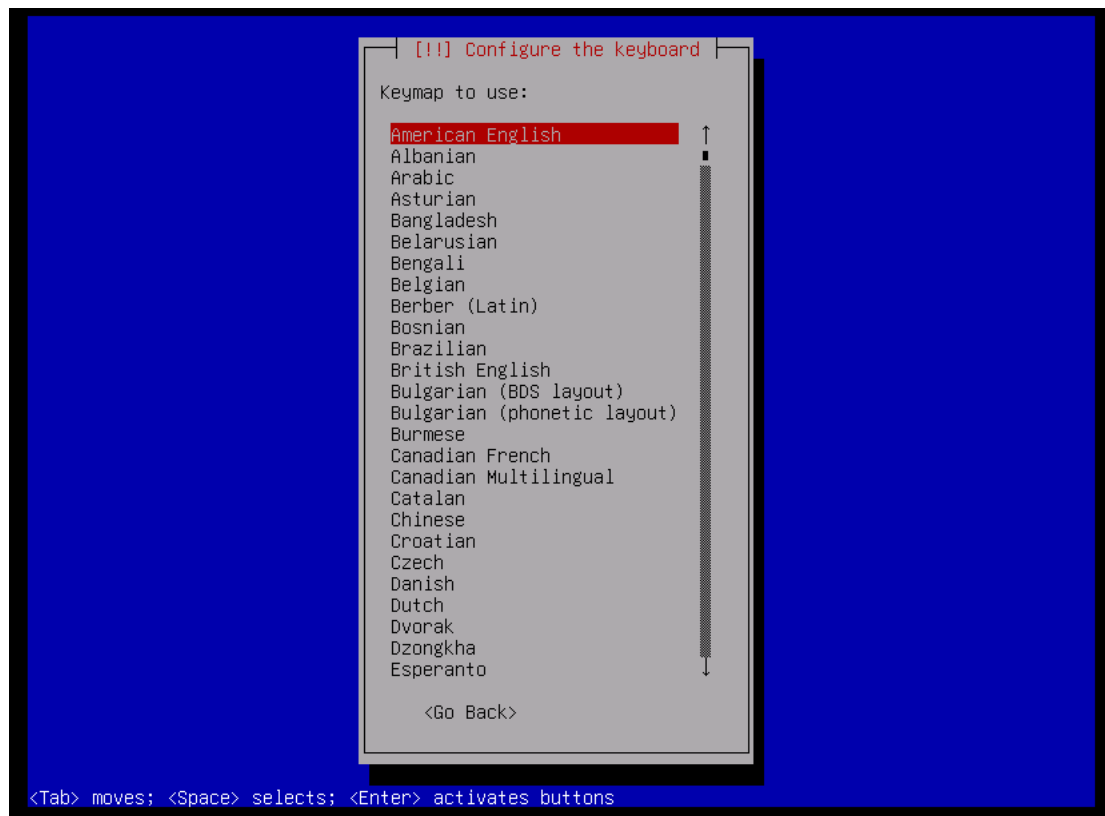 [!!] Configure the keyboard
Keymap to use:
American English
Albanian
Arabic
Asturian
Bangladesh
Belarusian
Bengali
Belgian
Berber (Latin)
Bosnian
Brazilian
British English
Bulgarian (BDS layout)
Bulgarian (phonetic layout)
Burmese
Canadian French
Canadian Multilingual
Catalan
Chinese
Croatian
Czech
Danish
Dutch
Dvorak
Dzongkha
Esperanto
<Go Back>
<Tab> moves; <Space> selects; <Enter> activates buttons